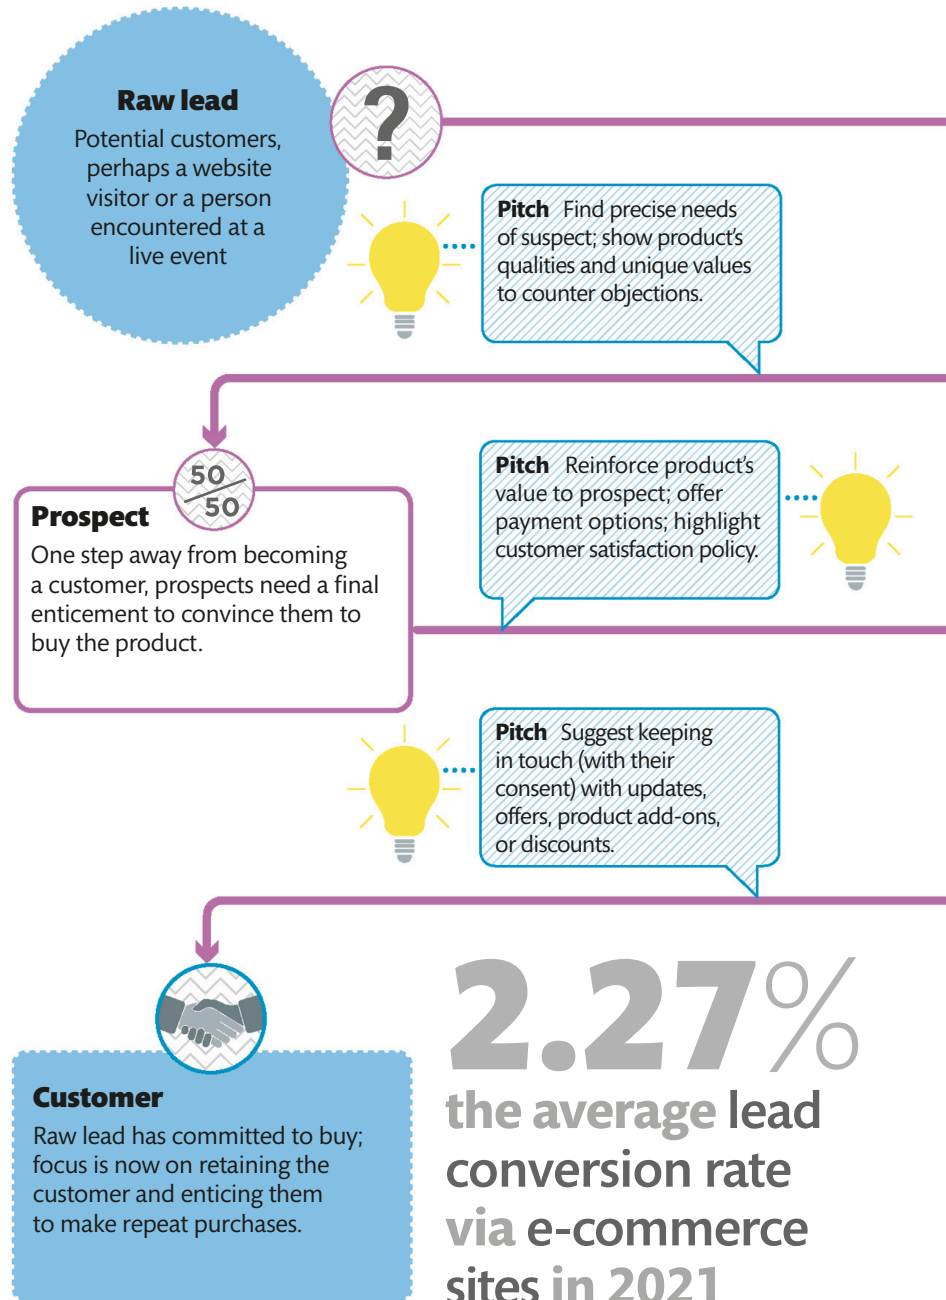 Raw lead
Potential customers,
perhaps a website
visitor or a person
encountered at a
live event
?
Pitch Find precise needs
of suspect; show product's
qualities and unique values
to counter objections.
50
50
Prospect
One step away from becoming
a customer, prospects need a final
enticement to convince them to
buy the product.
Pitch Reinforce product's
value to prospect; offer
payment options; highlight
customer satisfaction policy.
Pitch Suggest keeping
in touch (with their
consent) with updates,
offers, product add-ons,
or discounts.
Customer
Raw lead has committed to buy;
focus is now on retaining the
customer and enticing them
to make repeat purchases.
2.27%
the average lead
conversion rate
via e-commerce
sites in 2021